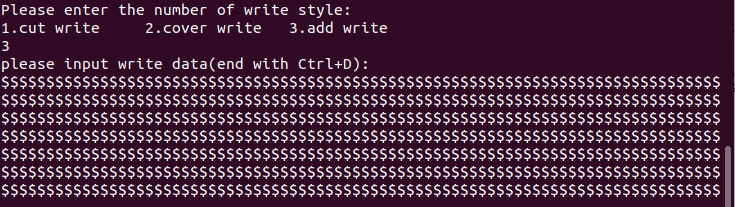 Please enter the number of write style:
1.cut write     2.cover write   3.add write
3
please input write data(end with Ctrl+D):
$$$$$$$$$$$$$$$$$$$$$$$$$$$$$$$$$$$$$$$$$$$$$$$$$$$$$$$$$$$$$$$$$$$$$$$$$$$$$$$$
$$$$$$$$$$$$$$$$$$$$$$$$$$$$$$$$$$$$$$$$$$$$$$$$$$$$$$$$$$$$$$$$$$$$$$$$$$$$$$$$
$$$$$$$$$$$$$$$$$$$$$$$$$$$$$$$$$$$$$$$$$$$$$$$$$$$$$$$$$$$$$$$$$$$$$$$$$$$$$$$$
$$$$$$$$$$$$$$$$$$$$$$$$$$$$$$$$$$$$$$$$$$$$$$$$$$$$$$$$$$$$$$$$$$$$$$$$$$$$$$$$
$$$$$$$$$$$$$$$$$$$$$$$$$$$$$$$$$$$$$$$$$$$$$$$$$$$$$$$$$$$$$$$$$$$$$$$$$$$$$$$$
$$$$$$$$$$$$$$$$$$$$$$$$$$$$$$$$$$$$$$$$$$$$$$$$$$$$$$$$$$$$$$$$$$$$$$$$$$$$$$$$
$$$$$$$$$$$$$$$$$$$$$$$$$$$$$$$$$$$$$$$$$$$$$$$$$$$$$$$$$$$$$$$$$$$$$$$$$$$$$$$$